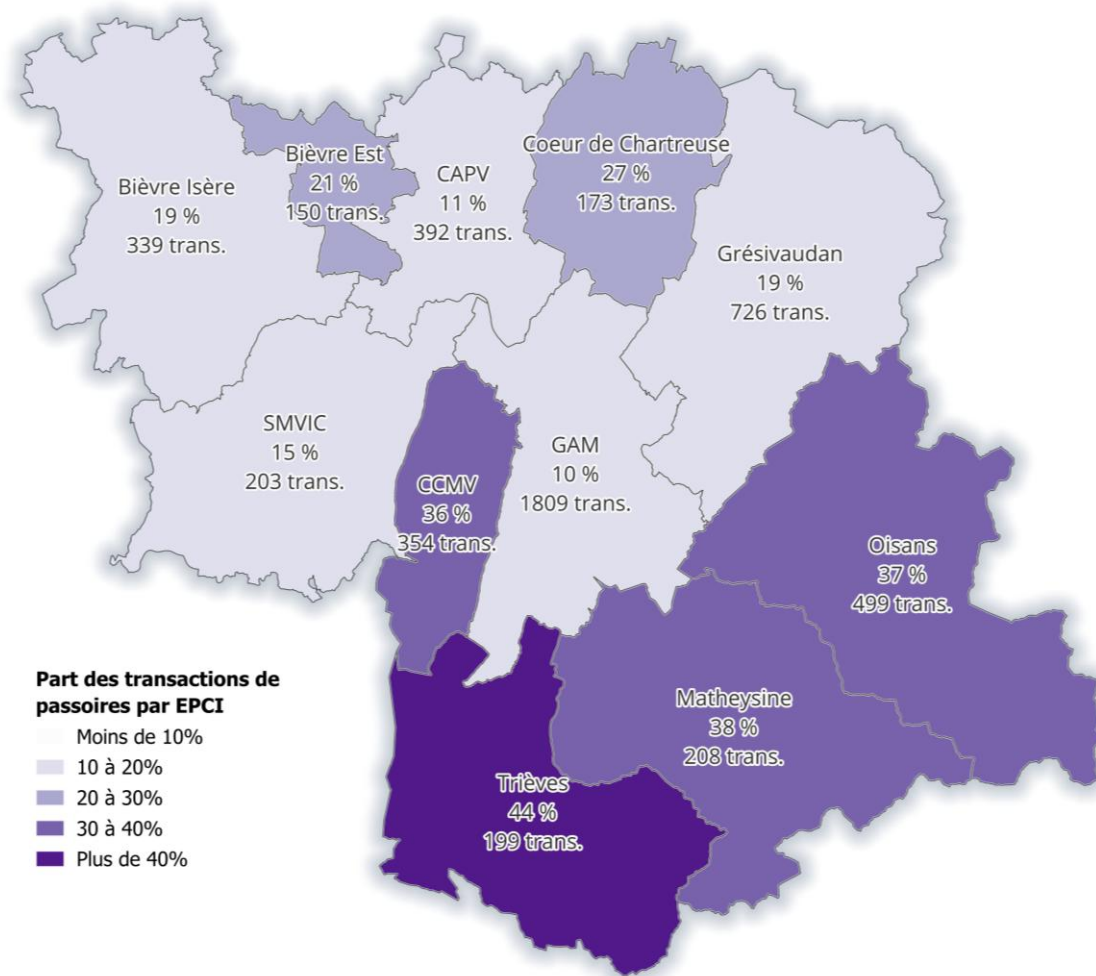 Coeur de Chartreuse
27 %
173 trans.
Bièvre Est
21 %
150 trans.
CAPV
11 %
392 trans.
Bièvre Isère
19 %
339 trans.
Grésivaudan
19 %
726 trans.
SMVIC
15 %
203 trans.
GAM
10 %
1809 trans.
CCMV
36 %
354 trans.
Oisans
37 %
499 trans.
Matheysine
38 %
208 trans.
Trièves
44 %
199 trans.
Part des transactions de
passoires par EPCI
Moins de 10%
10 à 20%
20 à 30%
30 à 40%
Plus de 40%